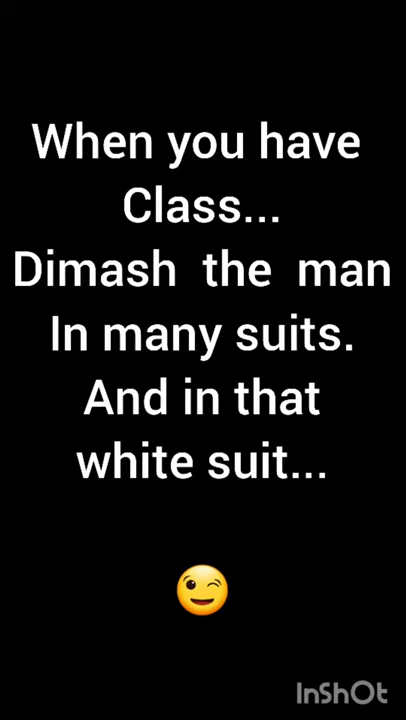 When you have
Class...
Dimash the man
In many suits.
And in that
white suit...
😉
InShOt